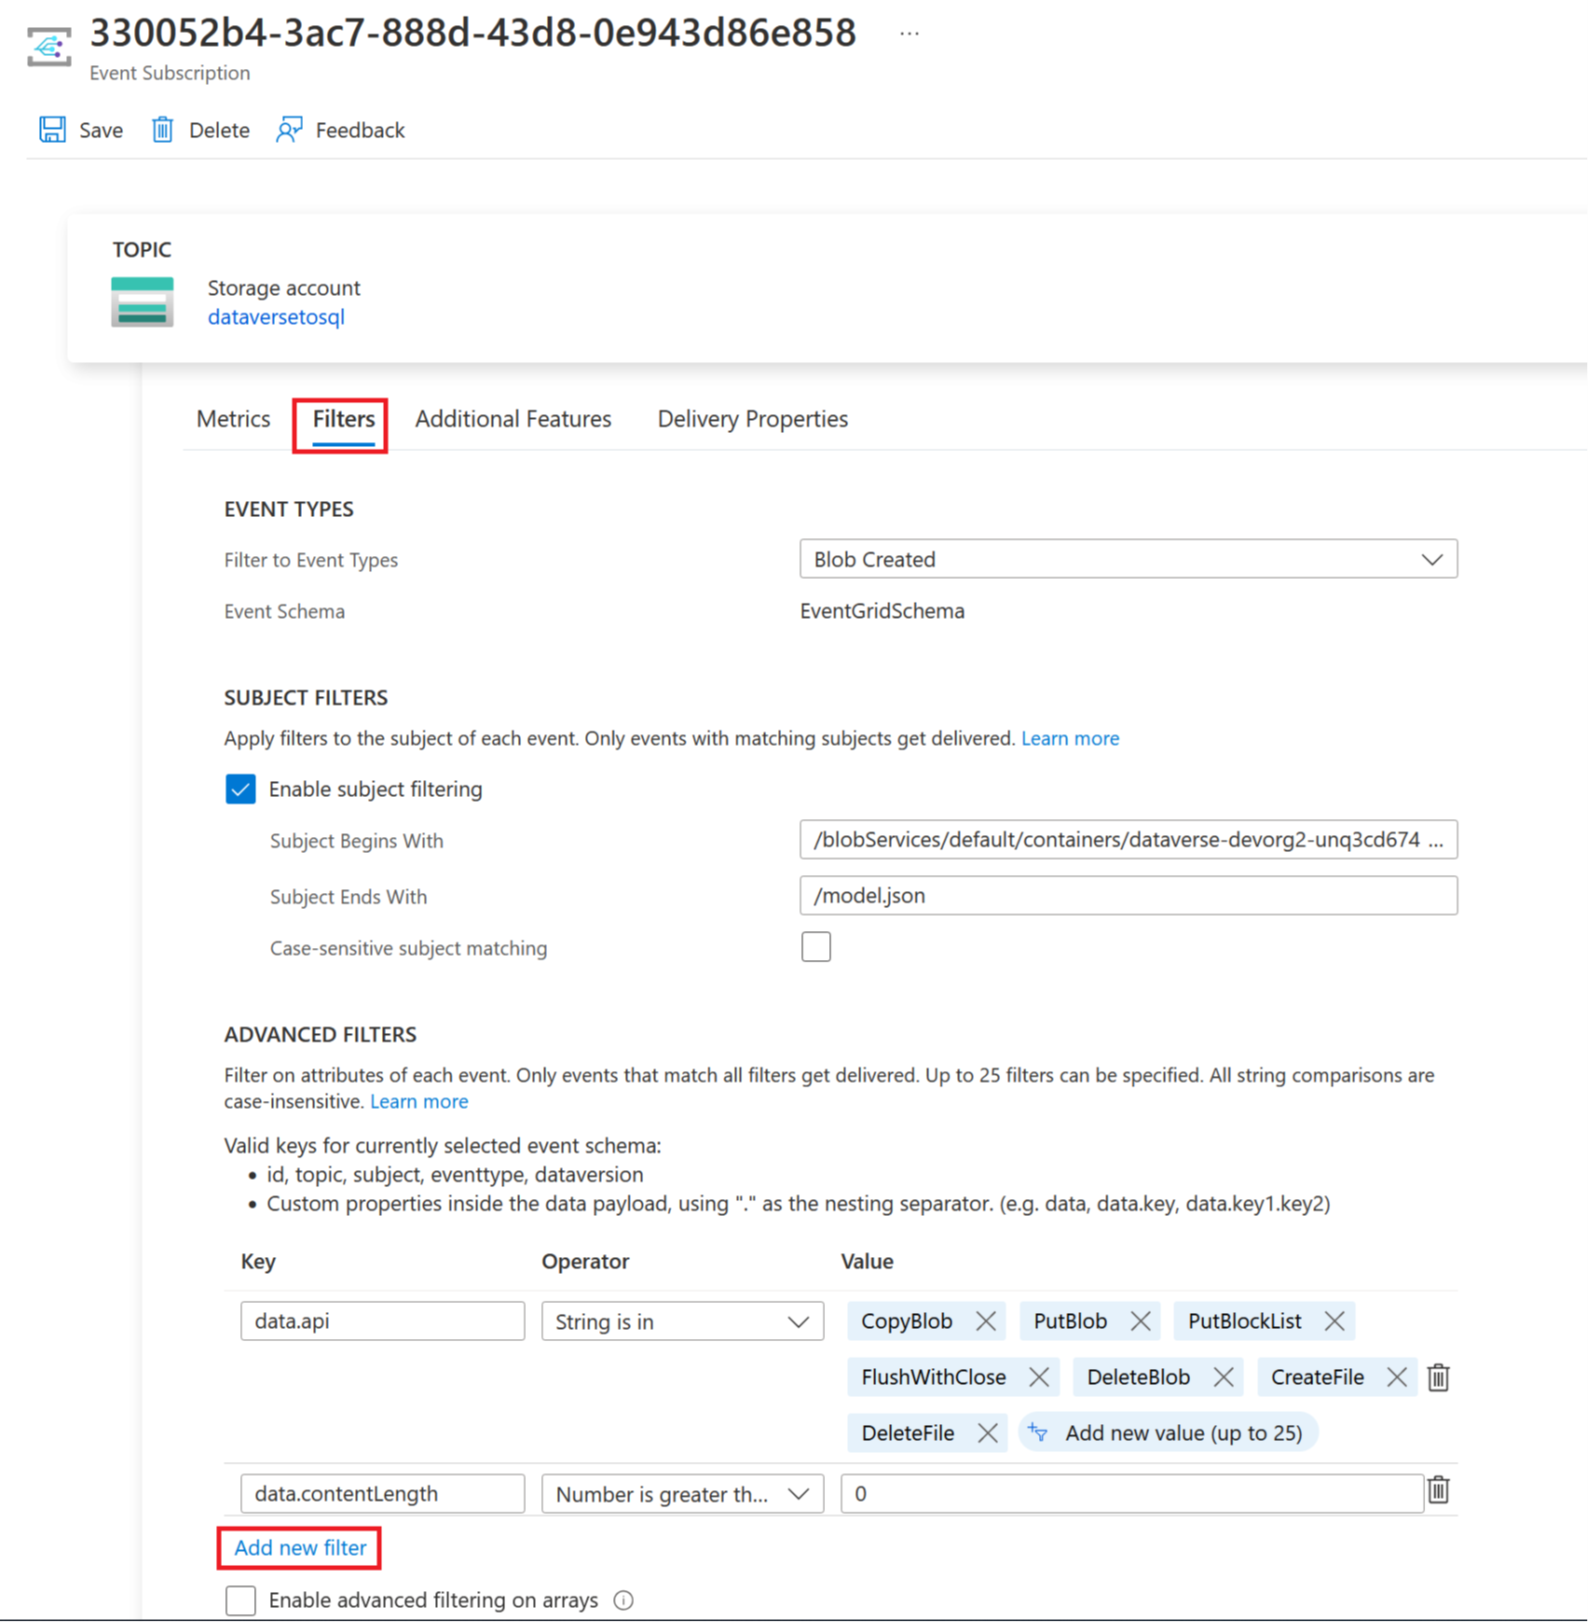 330052b4-3ac7-888d-43d8-0e943d86e858 ...
Event Subscription
Save Delete Feedback
TOPIC
Storage account
dataversetosql
Metrics Filters Additional Features Delivery Properties
EVENT TYPES
Filter to Event Types Blob Created
Event Schema EventGridSchema
SUBJECT FILTERS
Apply filters to the subject of each event. Only events with matching subjects get delivered. Learn more
Enable subject filtering
Subject Begins With /blobServices/default/containers/dataverse-devorg2-unq3cd674 ...
Subject Ends With /model.json
Case-sensitive subject matching
ADVANCED FILTERS
Filter on attributes of each event. Only events that match all filters get delivered. Up to 25 filters can be specified. All string comparisons are
case-insensitive. Learn more
Valid keys for currently selected event schema:
• id, topic, subject, eventtype, dataversion
• Custom properties inside the data payload, using "." as the nesting separator. (e.g. data, data.key, data.key1.key2)
Key Operator Value
data.api String is in CopyBlob PutBlob PutBlockList
FlushWithClose DeleteBlob CreateFile
DeleteFile Add new value (up to 25)
data.contentLength Number is greater th... 0
Add new filter
Enable advanced filtering on arrays